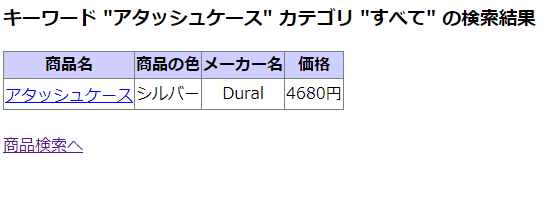 キーワード "アタッシュケース" カテゴリ "すべて" の検索結果
商品名 商品の色 メーカー名 価格
アタッシュケース シルバー Dural 4680円
商品検索へ